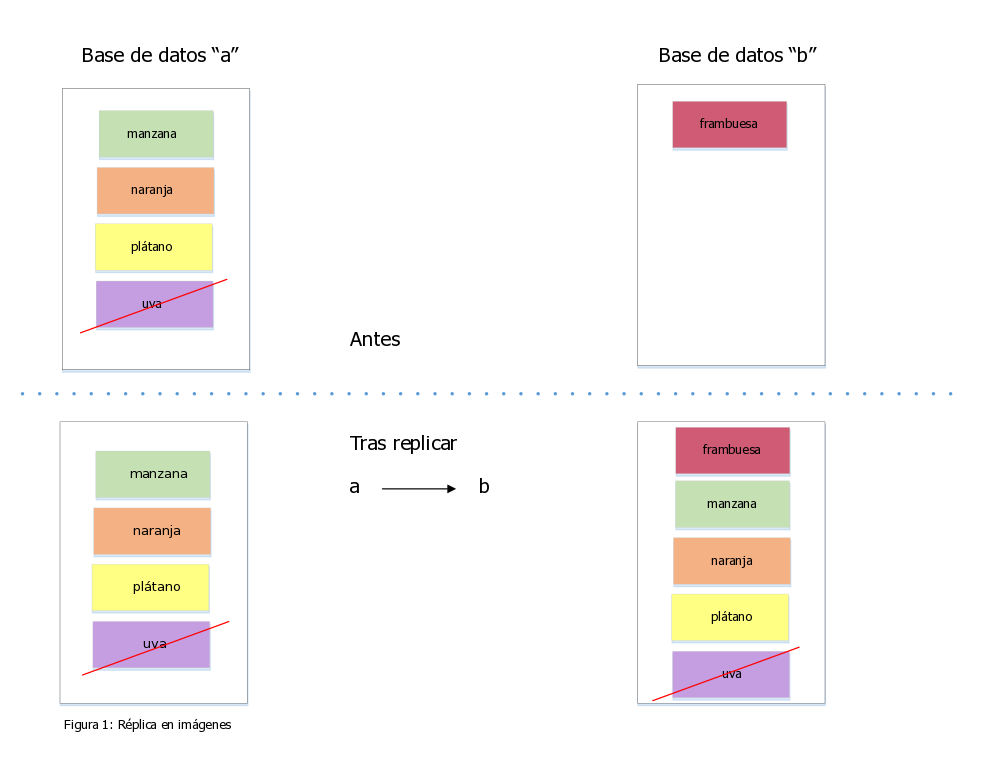 Base de datos “a”
Base de datos “b”
manzana
naranja
plátano
uva
frambuesa
Antes
Tras replicar
a
b
manzana
naranja
plátano
uva
frambuesa
manzana
naranja
plátano
uva
Figura 1: Réplica en imágenes